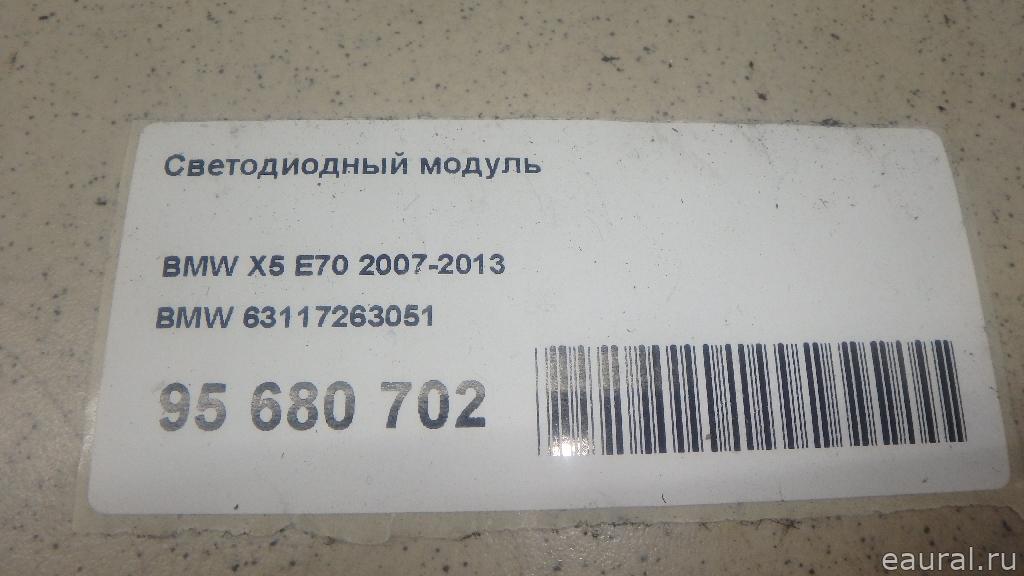 Светодиодный модуль
BMW X5 E70 2007-2013
BMW 63117263051
95 680 702
eaural.ru